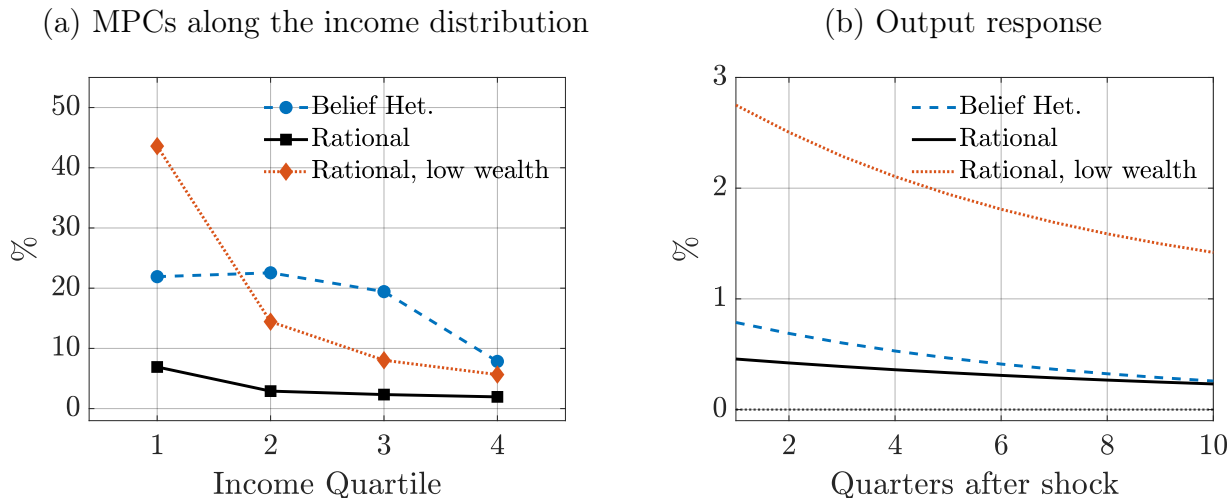 (a) MPCs along the income distribution
50
40
30
20
10
0
%
1 2 3 4
Income Quartile
Belief Het.
Rational
Rational, low wealth
(b) Output response
3
2
1
0
%
2 4 6 8 10
Quarters after shock
Belief Het.
Rational
Rational, low wealth